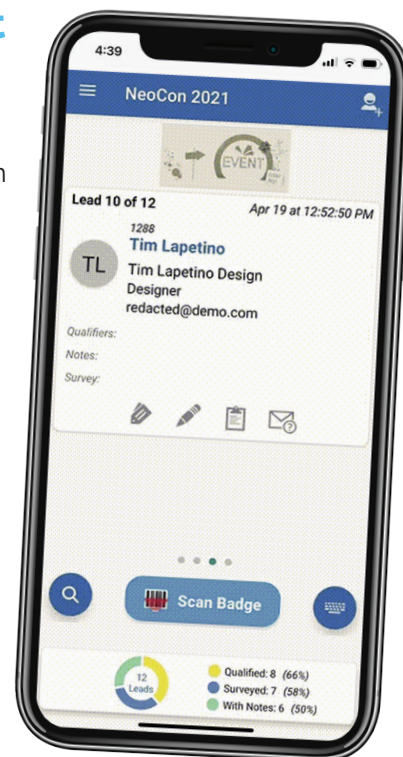 4:39
NeoCon 2021
EVENT
Lead 10 of 12
Apr 19 at 12:52:50 PM
1288
TL
Tim Lapetino
Tim Lapetino Design
Designer
redacted@demo.com
Qualifiers:
Notes:
Survey:
Scan Badge
12
Leads
Qualified: 8 (66%)
Surveyed: 7 (58%)
With Notes: 6 (50%)